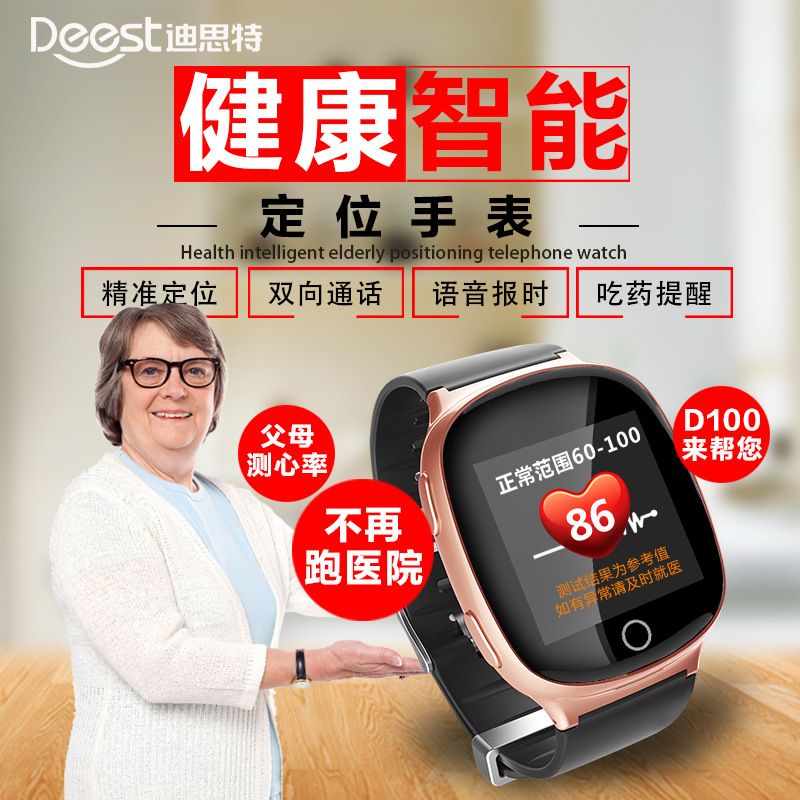 Deest迪思特
健康智能
定位手表
Health intelligent elderly positioning telephone watch
精准定位 双向通话 语音报时 吃药提醒
父母
测心率
不再
跑医院
D100
来帮您
正常范围60-100
86
测试结果为参考值
如有异常请及时就医